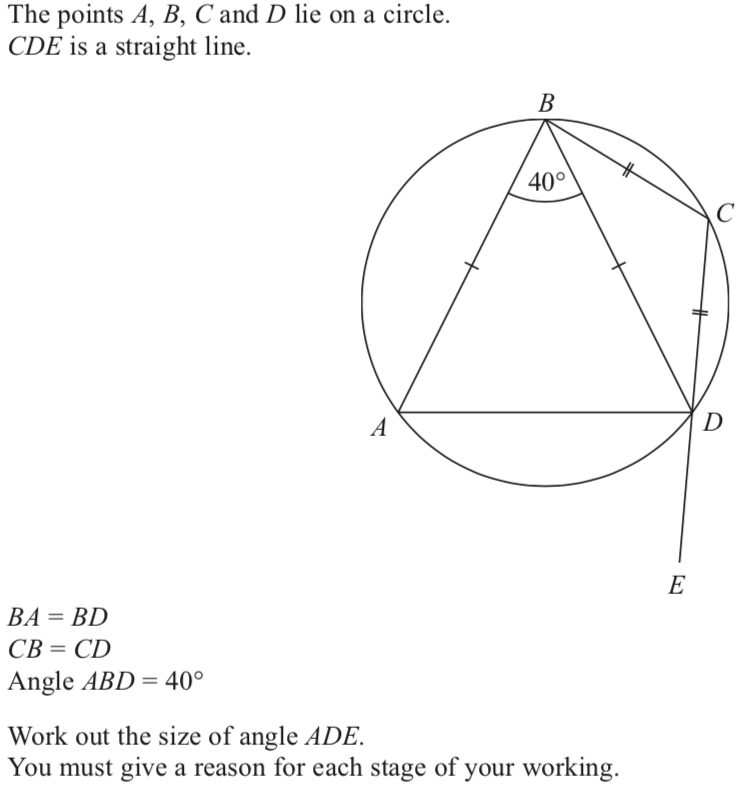 The points A, B, C and D lie on a circle.
CDE is a straight line.
B
40°
C
A
D
E
BA = BD
CB = CD
Angle ABD = 40°
Work out the size of angle ADE.
You must give a reason for each stage of your working.